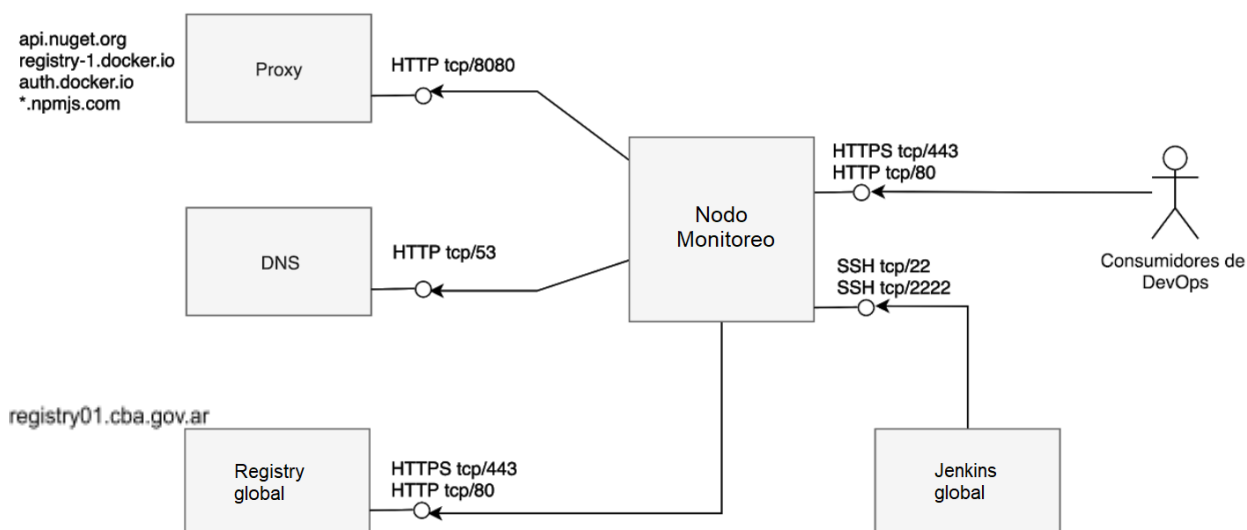 api.nuget.org
registry-1.docker.io
auth.docker.io
*.npmjs.com
Proxy
HTTP tcp/8080
DNS
HTTP tcp/53
registry01.cba.gov.ar
Registry
global
HTTPS tcp/443
HTTP tcp/80
Nodo
Monitoreo
HTTPS tcp/443
HTTP tcp/80
SSH tcp/22
SSH tcp/2222
Consumidores de
DevOps
Jenkins
global